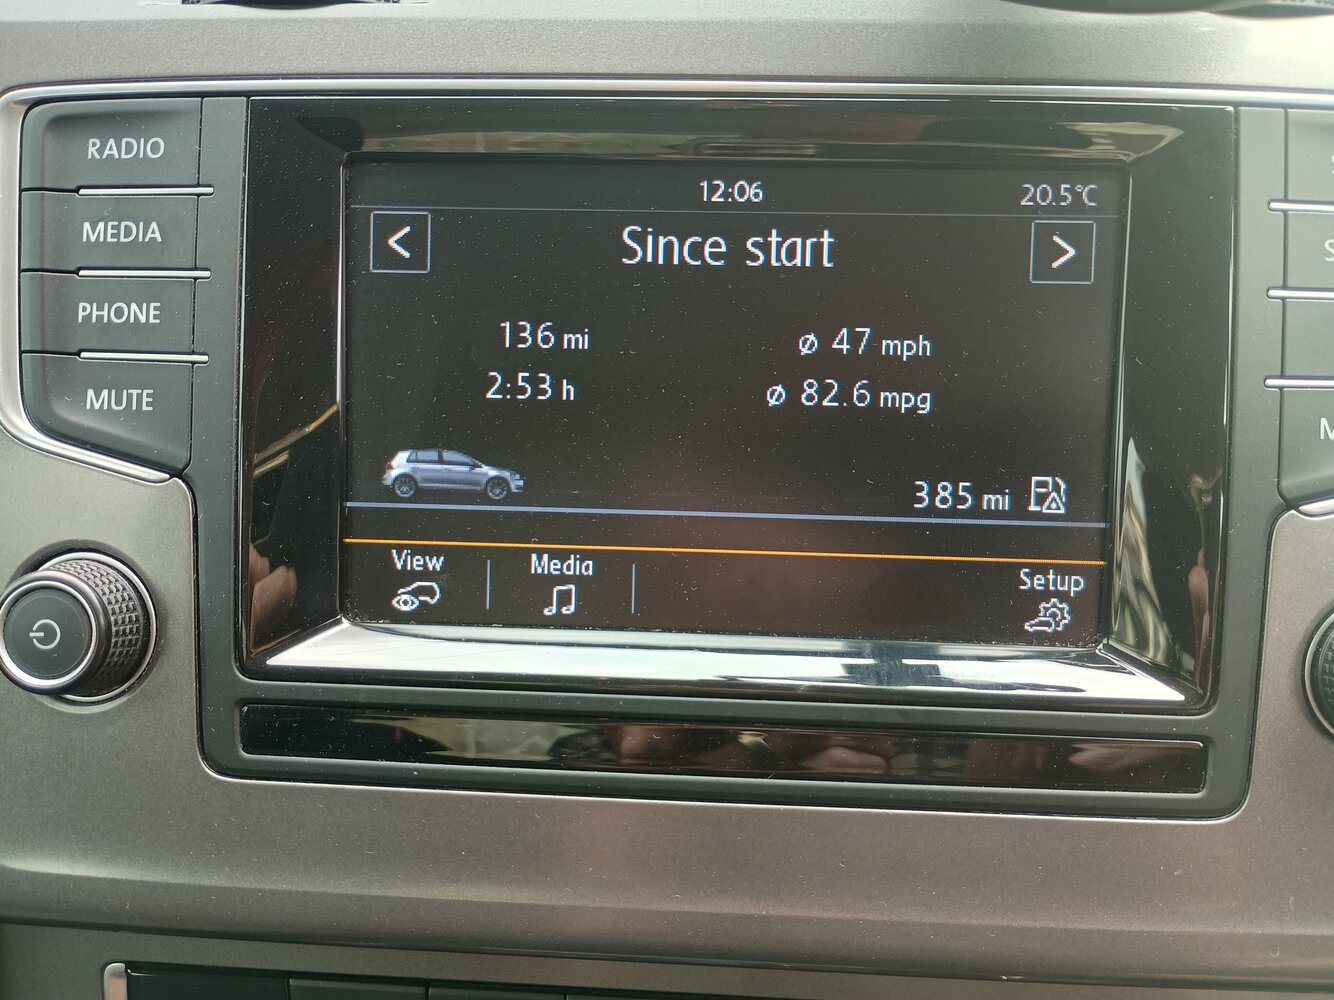 RADIO
MEDIA
PHONE
MUTE
12:06
20.5°C
<
Since start
>
136 mi
ø 47 mph
2:53 h
ø 82.6 mpg
385 mi
View
Media
Setup